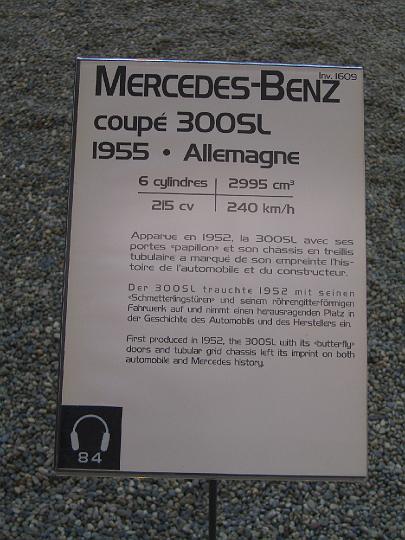 Inv. 1609
MERCEDES-BENZ
coupé 300SL
1955 • Allemagne
6 cylindres 2995 cm³
215 cv 240 km/h
Apparue en 1952, la 300SL avec ses
portes «papillon» et son chassis en treillis
tubulaire a marqué de son empreinte l'his-
toire de l'automobile et du constructeur.
Der 300SL trauchte 1952 mit seinen
«Schmetterlingstüren» und seinem röhrengitterförmigen
Fahrwerk auf und nimmt einen herausragenden Platz in
der Geschichte des Automobils und des Herstellers ein.
First produced in 1952, the 300SL with its «butterfly»
doors and tubular grid chassis left its imprint on both
automobile and Mercedes history.
84